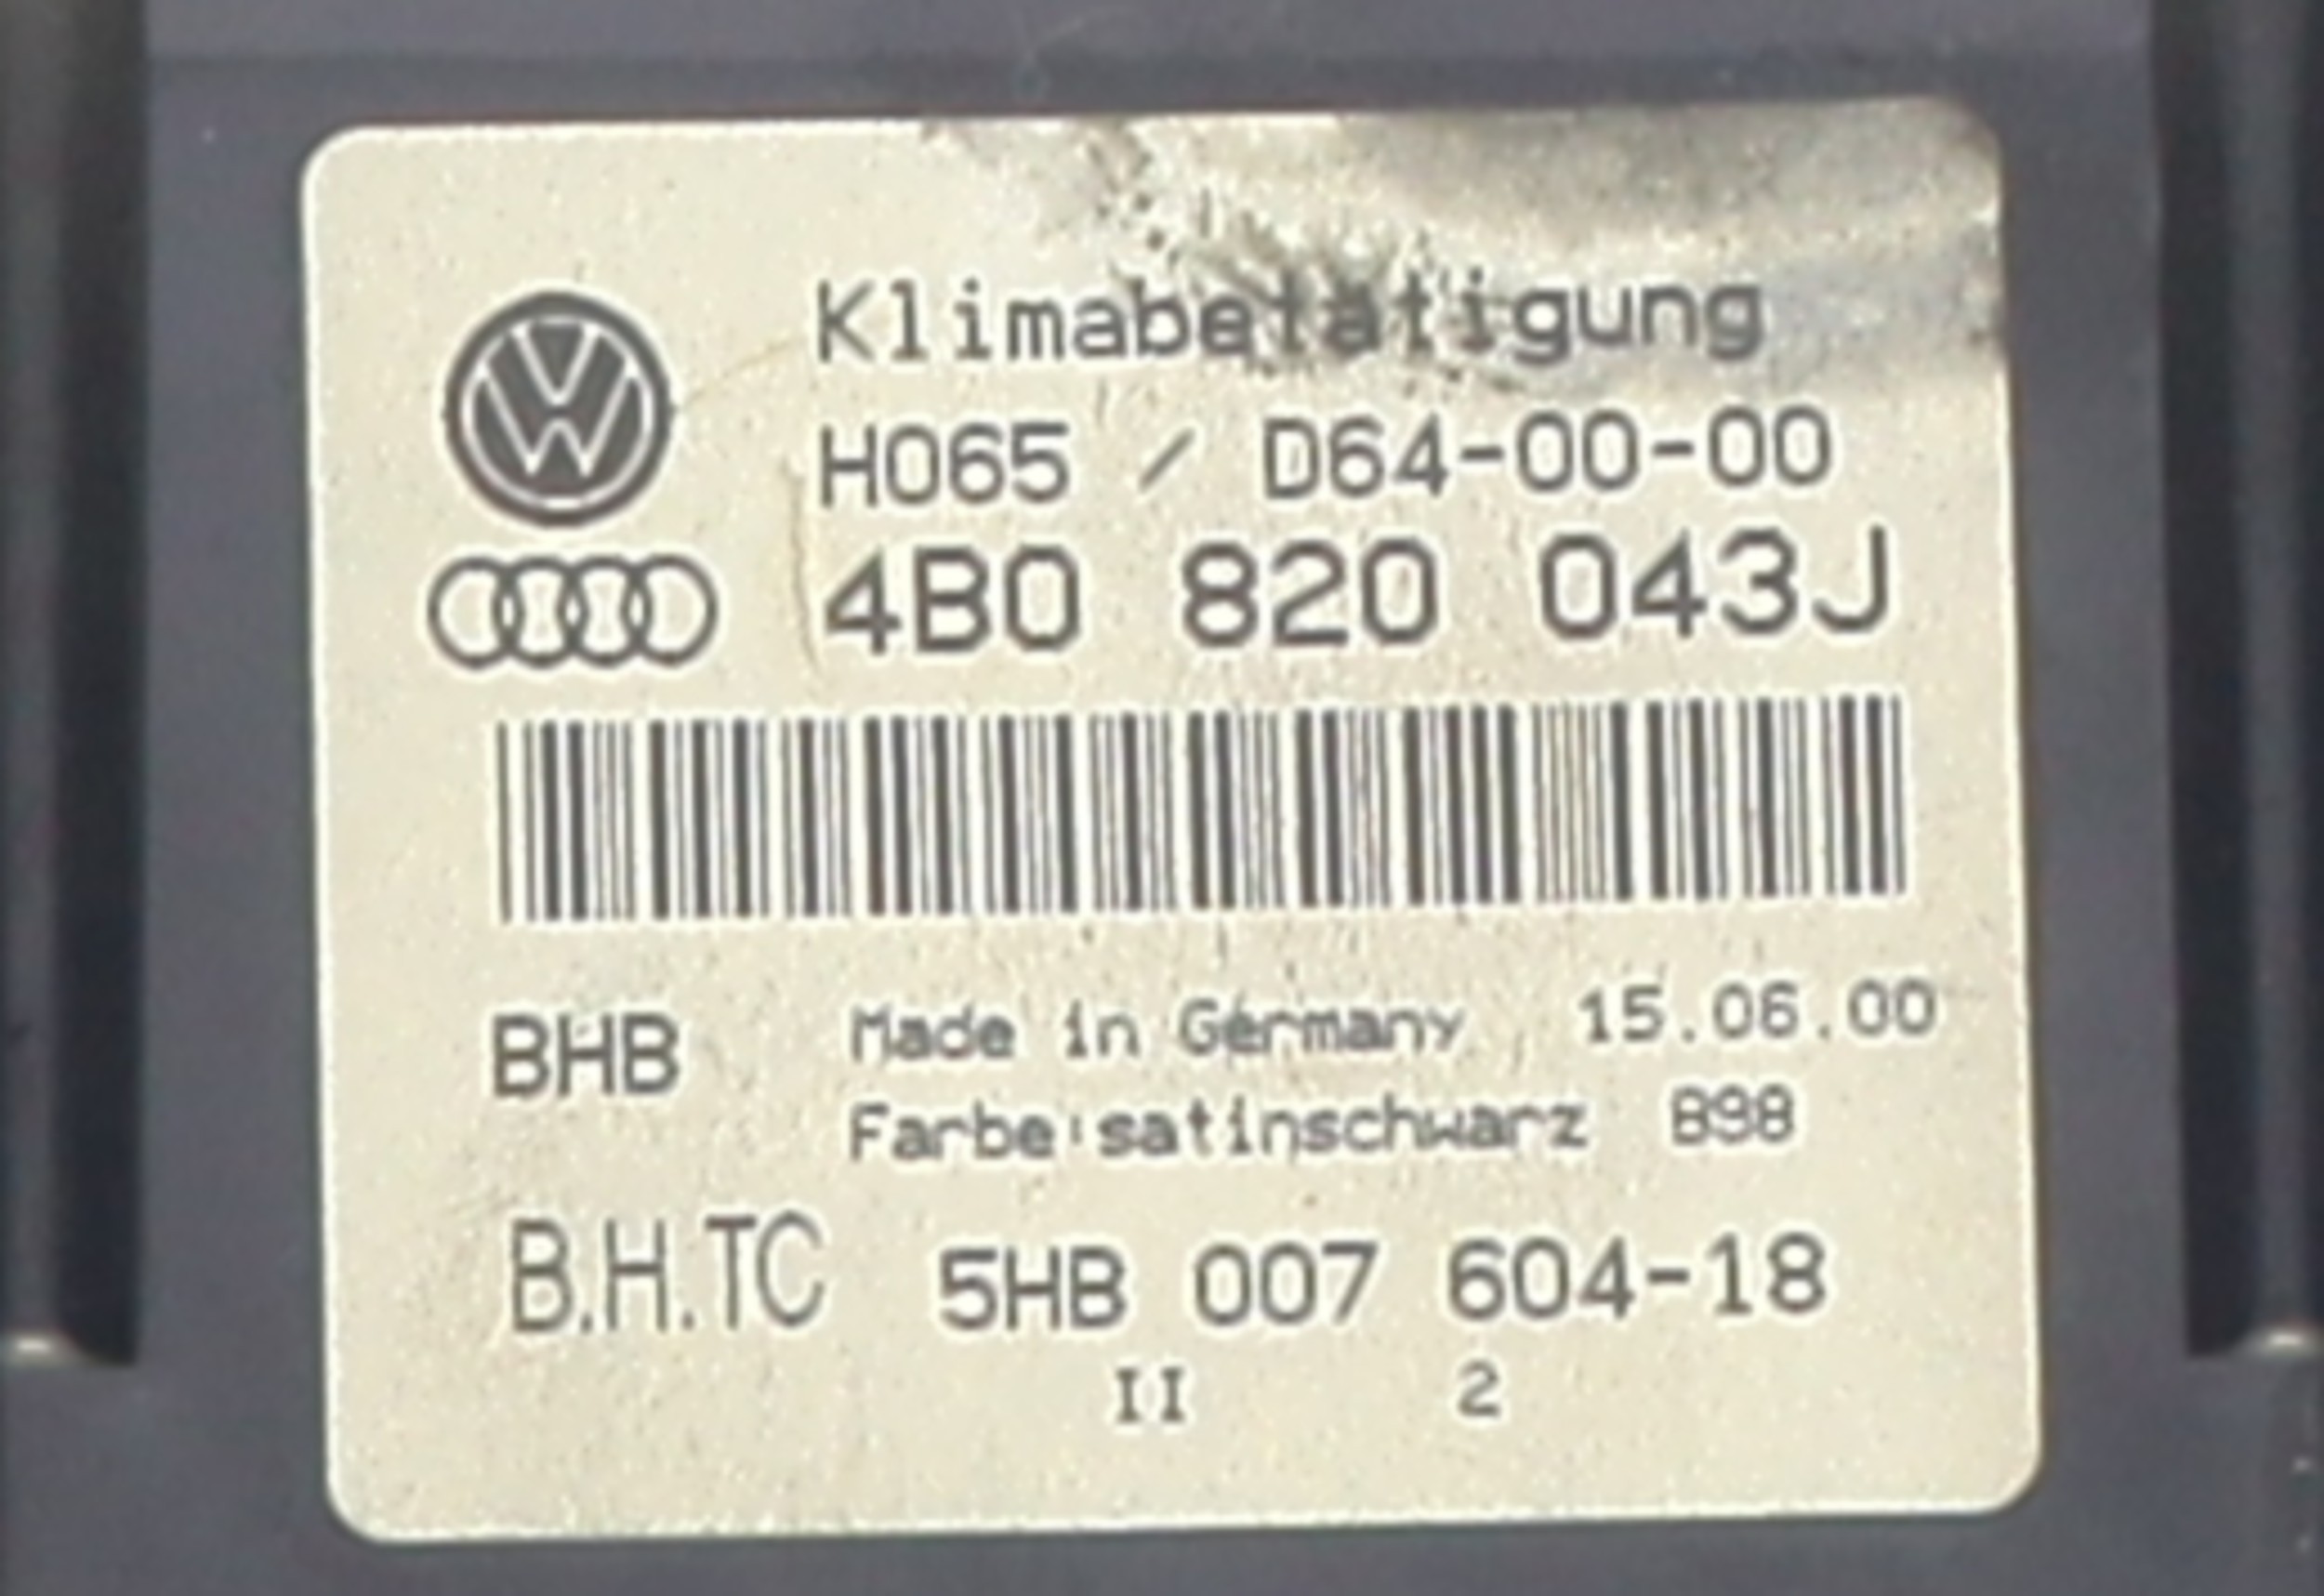 Klimabetätigung
H065 / D64-00-00
4B0 820 043J
BHB Made in Germany 15.06.00
Farbe:satinschwarz B98
B.H.TC 5HB 007 604-18
II 2